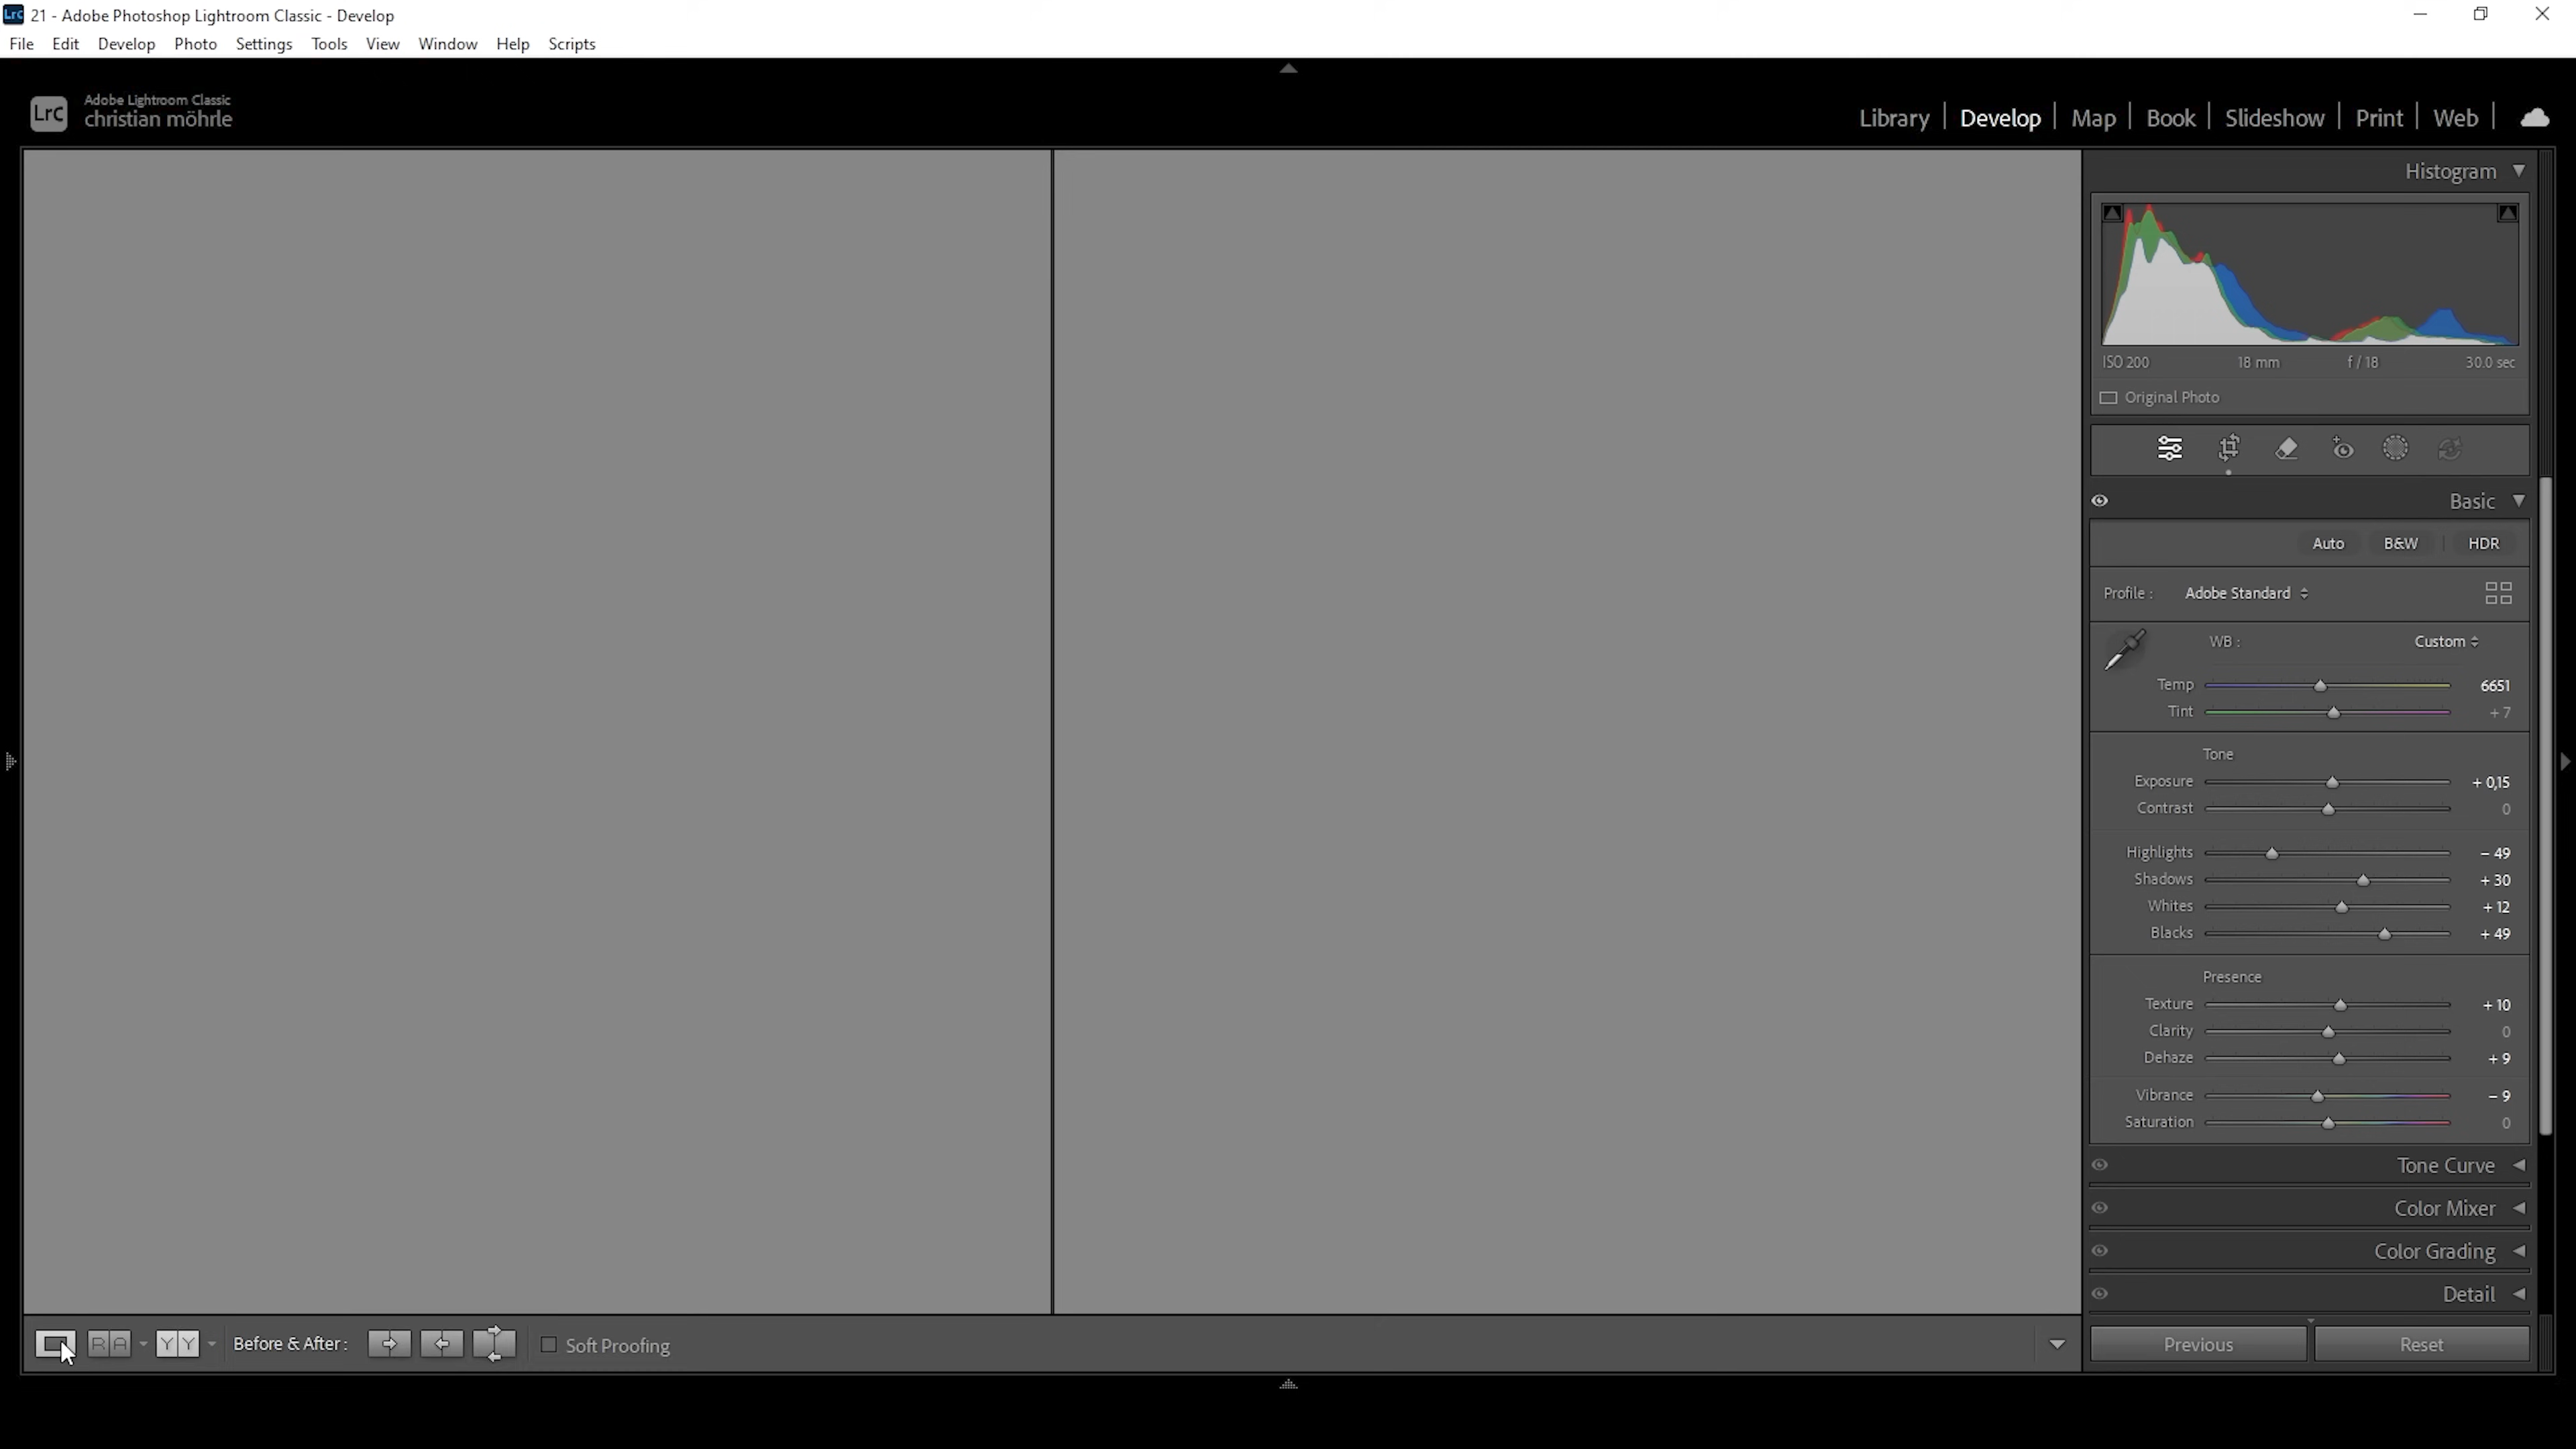 Lrc 21 - Adobe Photoshop Lightroom Classic - Develop
File Edit Develop Photo Settings Tools View Window Help Scripts
Lrc Adobe Lightroom Classic
christian möhrle
Library | Develop | Map | Book | Slideshow | Print | Web |
Histogram
ISO 200 18 mm f / 18 30.0 sec
Original Photo
Basic
Auto B&W | HDR
Profile : Adobe Standard
WB : Custom
Temp 6651
Tint + 7
Tone
Exposure + 0,15
Contrast 0
Highlights - 49
Shadows + 30
Whites + 12
Blacks + 49
Presence
Texture + 10
Clarity 0
Dehaze + 9
Vibrance - 9
Saturation 0
Tone Curve
Color Mixer
Color Grading
Detail
R A Y Y Before & After : Soft Proofing
Previous Reset